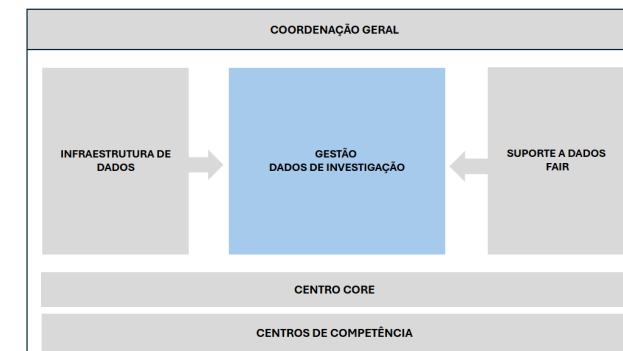 COORDENAÇÃO GERAL
INFRAESTRUTURA DE
DADOS
GESTÃO
DADOS DE INVESTIGAÇÃO
SUPORTE A DADOS
FAIR
CENTRO CORE
CENTROS DE COMPETÊNCIA